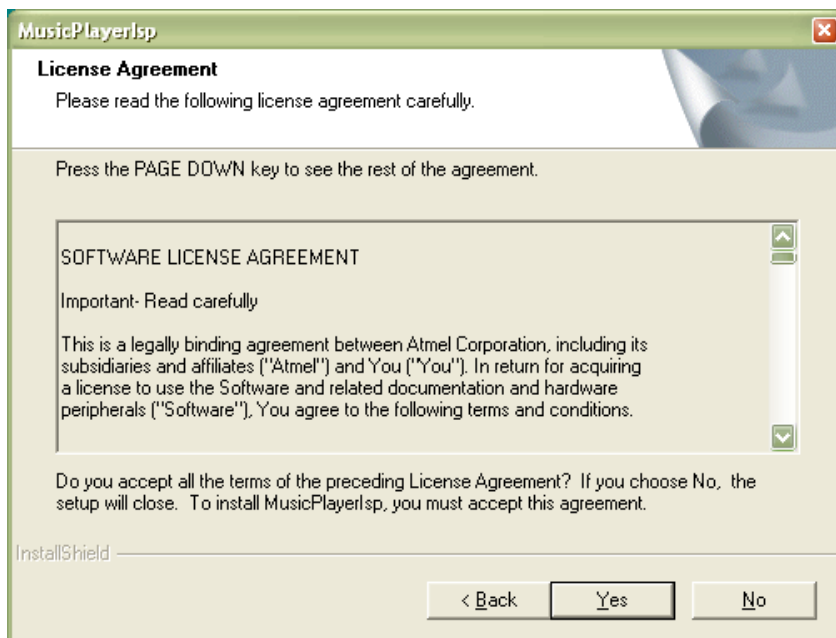 MusicPlayerIsp
License Agreement
Please read the following license agreement carefully.
Press the PAGE DOWN key to see the rest of the agreement.
SOFTWARE LICENSE AGREEMENT
Important- Read carefully
This is a legally binding agreement between Atmel Corporation, including its
subsidiaries and affiliates ("Atmel") and You ("You"). In return for acquiring
a license to use the Software and related documentation and hardware
peripherals ("Software"), You agree to the following terms and conditions.
Do you accept all the terms of the preceding License Agreement? If you choose No, the
setup will close. To install MusicPlayerIsp, you must accept this agreement.
InstallShield
< Back Yes No